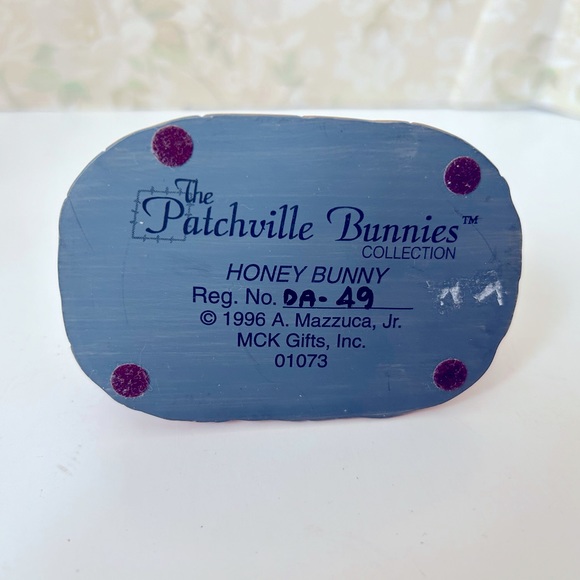 The
Patchville Bunnies™
COLLECTION
HONEY BUNNY
Reg. No. DA-49
© 1996 A. Mazzuca, Jr.
MCK Gifts, Inc.
01073